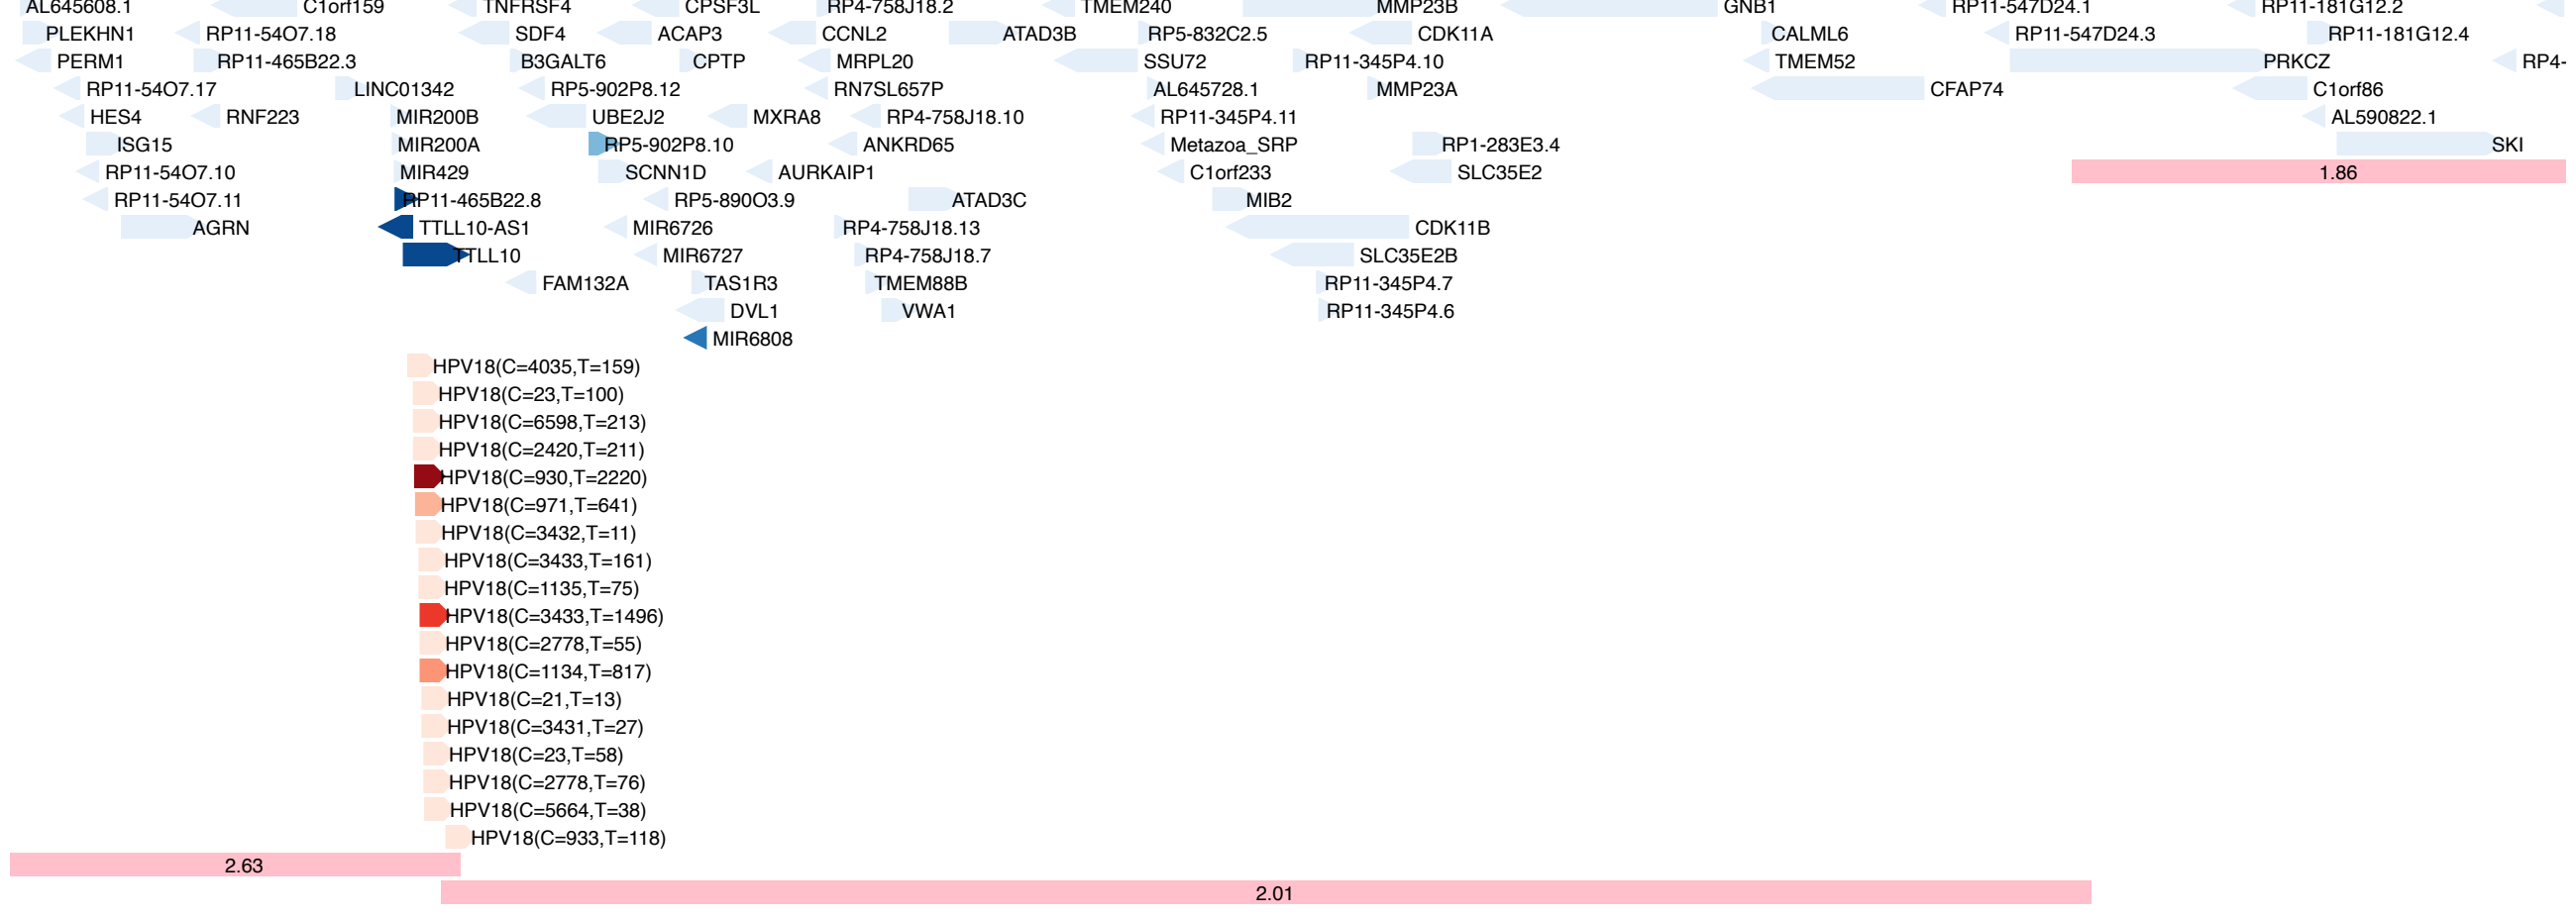 AL645608.1 C1orf159 TNFRSF4 CPSF3L RP4-758J18.2 TMEM240 MMP23B GNB1 RP11-547D24.1 RP11-181G12.2
PLEKHN1 RP11-54O7.18 SDF4 ACAP3 CCNL2 ATAD3B RP5-832C2.5 CDK11A CALML6 RP11-547D24.3 RP11-181G12.4
PERM1 RP11-465B22.3 B3GALT6 CPTP MRPL20 SSU72 RP11-345P4.10 TMEM52 PRKCZ RP4-
RP11-54O7.17 LINC01342 RP5-902P8.12 RN7SL657P AL645728.1 MMP23A CFAP74 C1orf86
HES4 RNF223 MIR200B UBE2J2 MXRA8 RP4-758J18.10 RP11-345P4.11 AL590822.1
ISG15 MIR200A RP5-902P8.10 ANKRD65 Metazoa_SRP RP1-283E3.4 SKI
RP11-54O7.10 MIR429 SCNN1D AURKAIP1 C1orf233 SLC35E2 1.86
RP11-54O7.11 RP11-465B22.8 RP5-890O3.9 ATAD3C MIB2
AGRN TTLL10-AS1 MIR6726 RP4-758J18.13 CDK11B
TTLL10 MIR6727 RP4-758J18.7 SLC35E2B
FAM132A TAS1R3 TMEM88B RP11-345P4.7
DVL1 VWA1 RP11-345P4.6
MIR6808
HPV18(C=4035,T=159)
HPV18(C=23,T=100)
HPV18(C=6598,T=213)
HPV18(C=2420,T=211)
HPV18(C=930,T=2220)
HPV18(C=971,T=641)
HPV18(C=3432,T=11)
HPV18(C=3433,T=161)
HPV18(C=1135,T=75)
HPV18(C=3433,T=1496)
HPV18(C=2778,T=55)
HPV18(C=1134,T=817)
HPV18(C=21,T=13)
HPV18(C=3431,T=27)
HPV18(C=23,T=58)
HPV18(C=2778,T=76)
HPV18(C=5664,T=38)
HPV18(C=933,T=118)
2.63
2.01